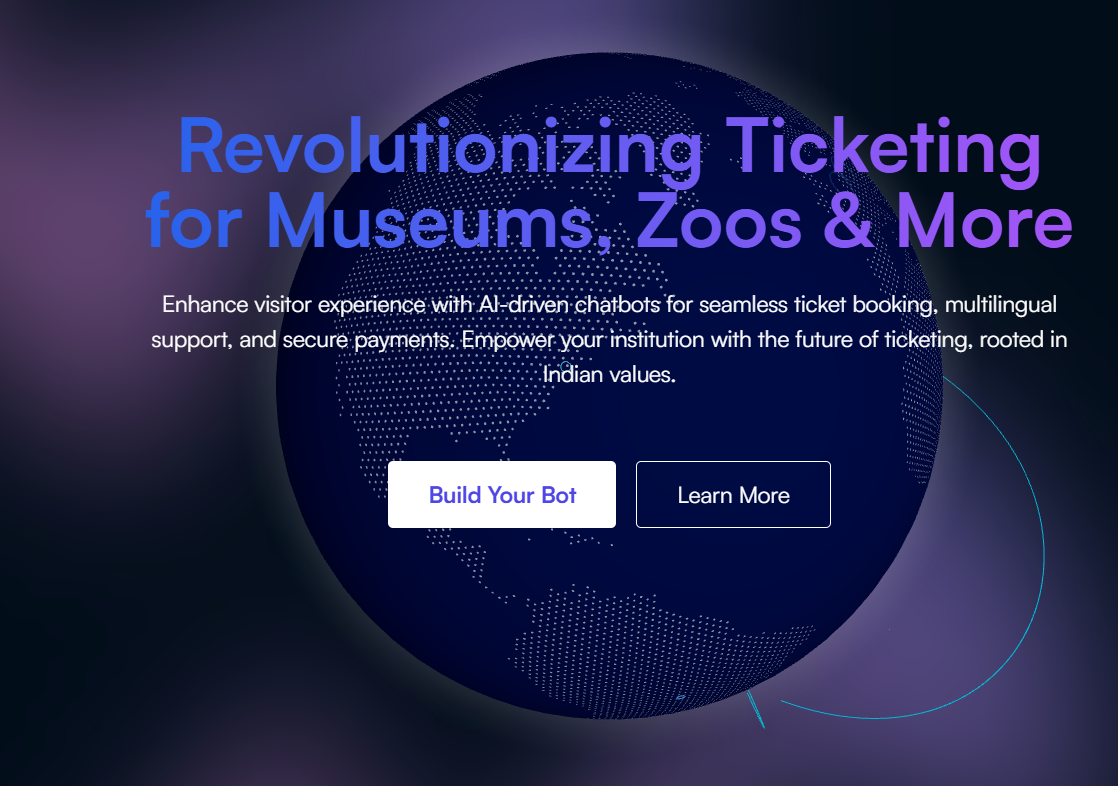 Revolutionizing Ticketing
for Museums, Zoos & More
Enhance visitor experience with AI-driven chatbots for seamless ticket booking, multilingual
support, and secure payments. Empower your institution with the future of ticketing, rooted in
Indian values.
Build Your Bot
Learn More